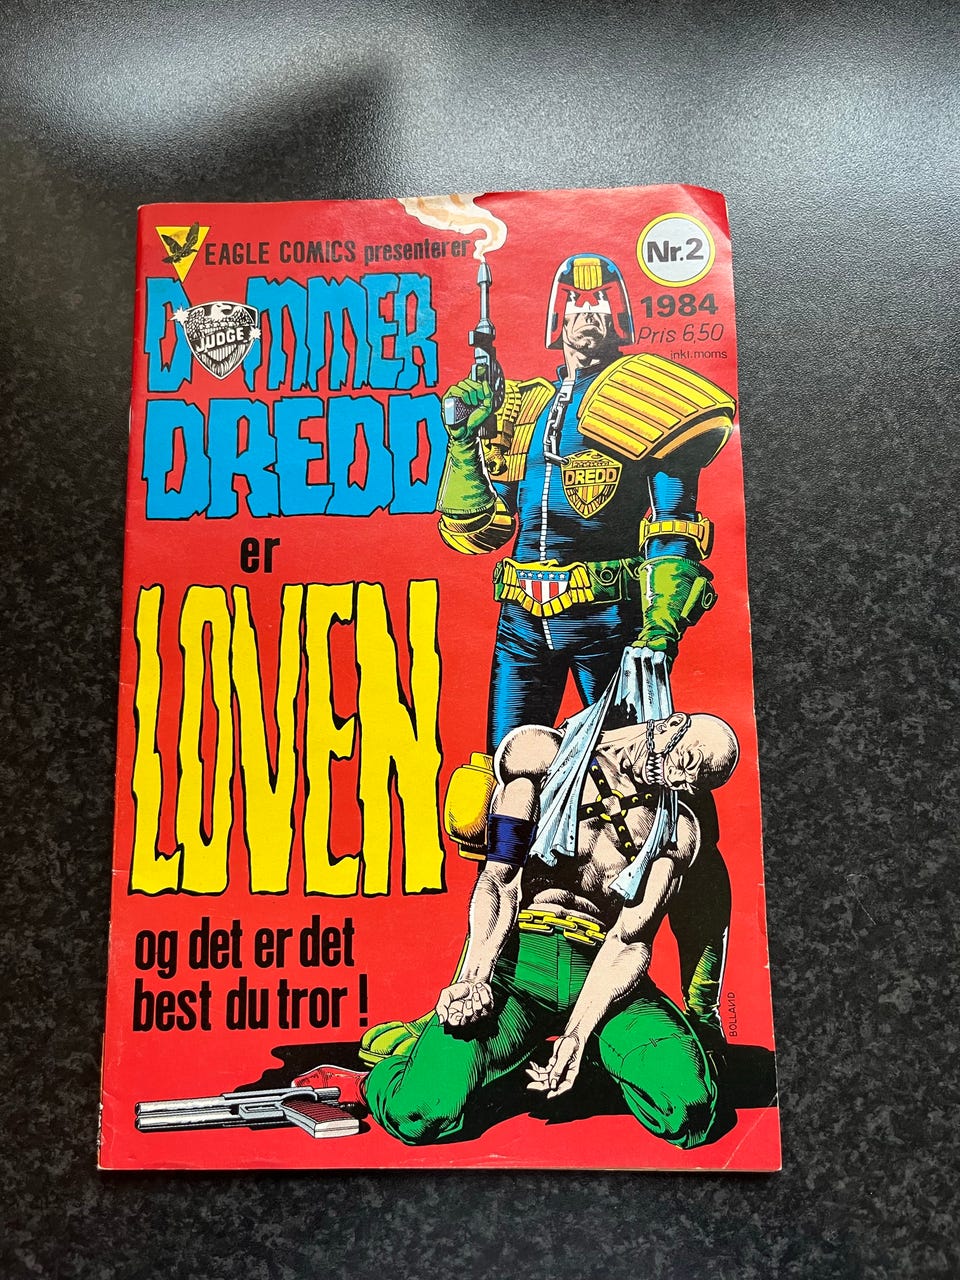 EAGLE COMICS presenterer
DOMMER
JUDGE
DREDD
er
LOVEN
og det er det
best du tror!
Nr.2
1984
Pris 6,50
inkl.moms
DREDD
BOLLAND